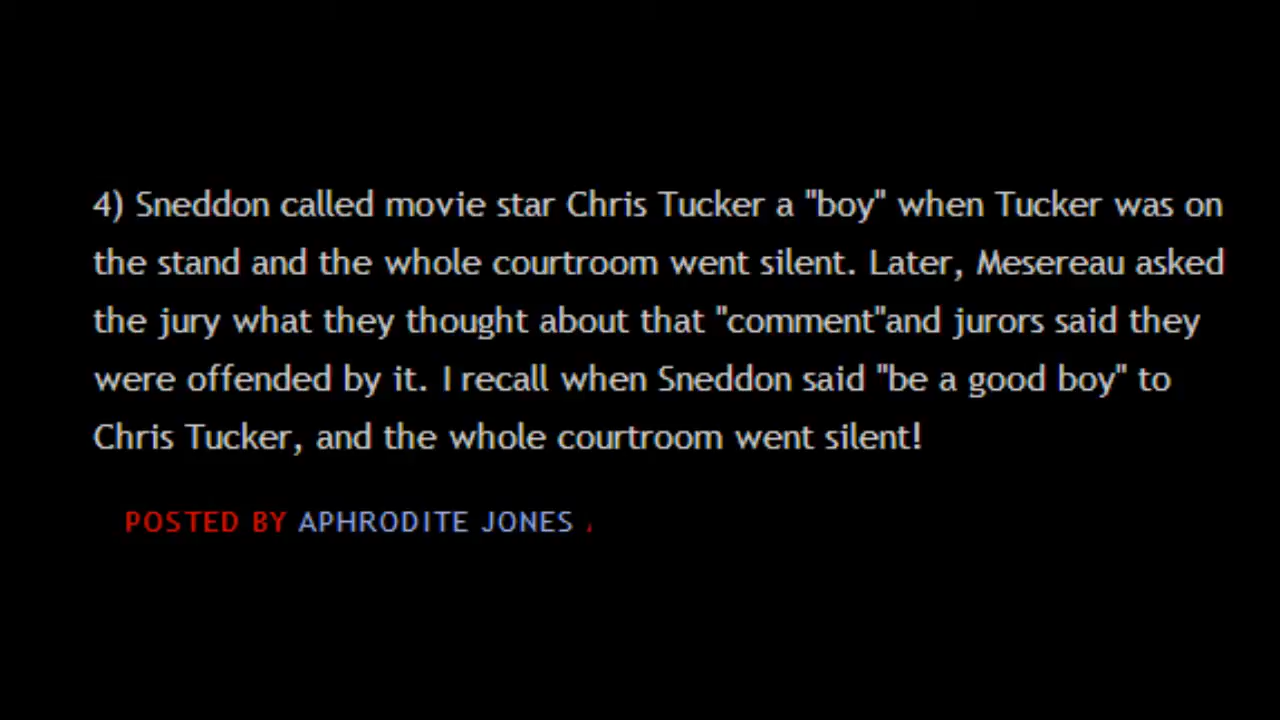 4) Sneddon called movie star Chris Tucker a "boy" when Tucker was on
the stand and the whole courtroom went silent. Later, Mesereau asked
the jury what they thought about that "comment"and jurors said they
were offended by it. I recall when Sneddon said "be a good boy" to
Chris Tucker, and the whole courtroom went silent!
POSTED BY APHRODITE JONES